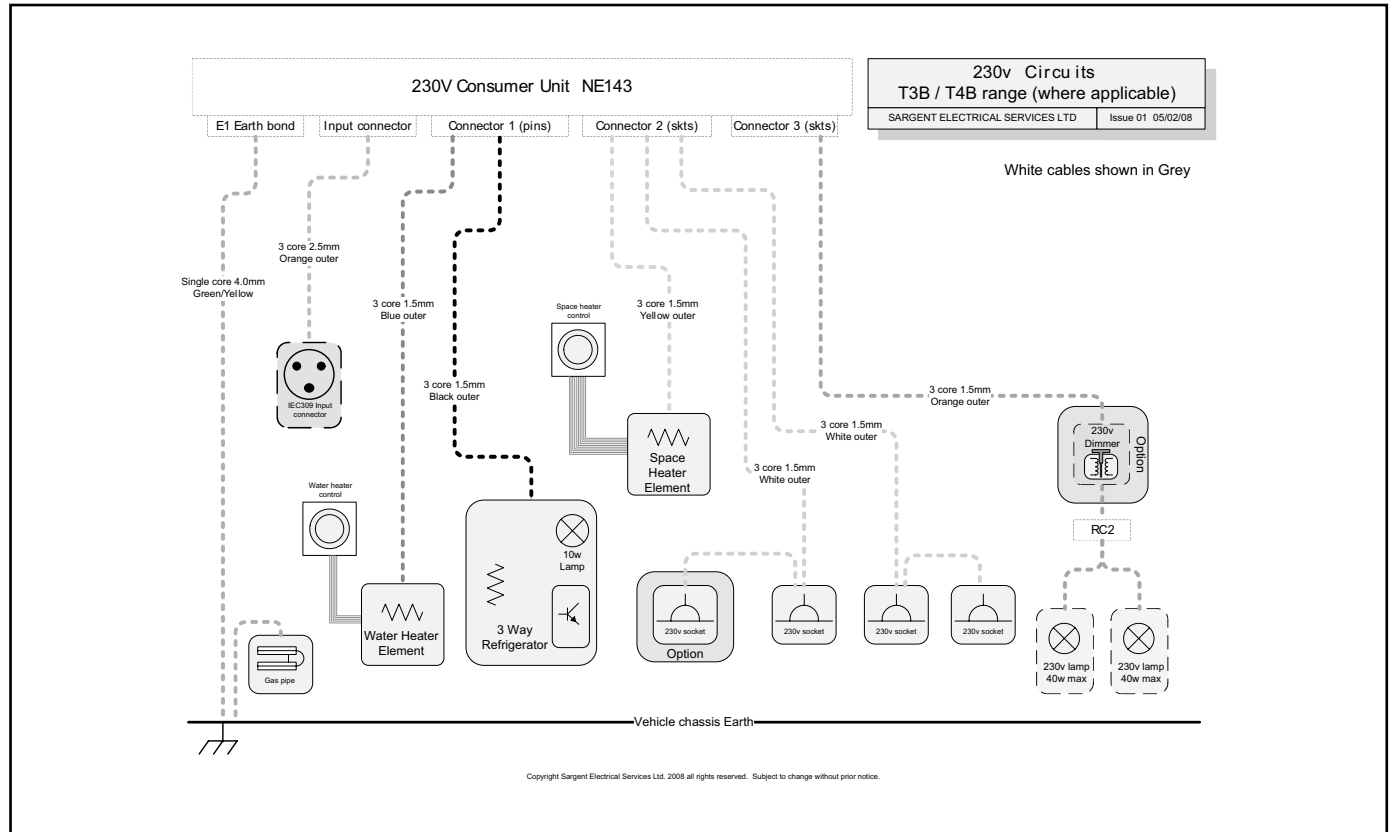 230V Consumer Unit NE143
230v Circuits
T3B / T4B range (where applicable)
SARGENT ELECTRICAL SERVICES LTD
Issue 01 05/02/08
E1 Earth bond
Input connector
Connector 1 (pins)
Connector 2 (skts)
Connector 3 (skts)
White cables shown in Grey
3 core 2.5mm
Orange outer
Single core 4.0mm
Green/Yellow
3 core 1.5mm
Blue outer
Space heater
control
3 core 1.5mm
Yellow outer
3 core 1.5mm
Black outer
3 core 1.5mm
Orange outer
IEC309 Input
connector
3 core 1.5mm
White outer
230v
Dimmer
Option
Space
Heater
Element
3 core 1.5mm
White outer
Water heater
control
RC2
10w
Lamp
Water Heater
Element
3 Way
Refrigerator
230v socket
Option
230v socket
230v socket
230v socket
230v lamp
40w max
230v lamp
40w max
Gas pipe
Vehicle chassis Earth
Copyright Sargent Electrical Services Ltd. 2008 all rights reserved. Subject to change without prior notice.